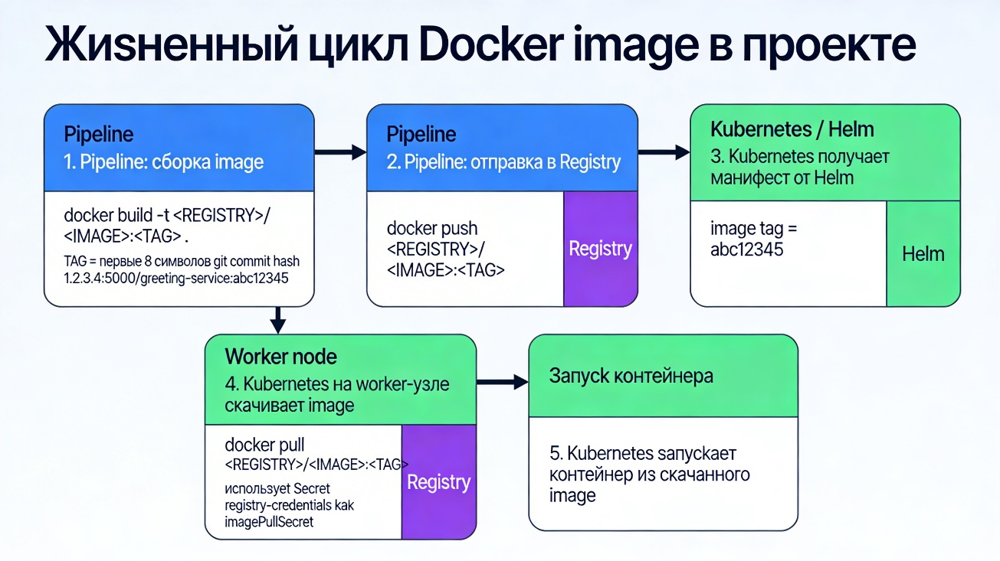 Жиsненный цикл Docker image в проекте
Pipeline
1. Pipeline: сборка image
docker build -t <REGISTRY>/
<IMAGE>:<TAG> .
TAG = первые 8 символов git commit hash
1.2.3.4:5000/greeting-service:abc12345
Pipeline
2. Pipeline: отправка в Registry
docker push
<REGISTRY>/
<IMAGE>:<TAG>
Registry
Kubernetes / Helm
3. Kubernetes получает
манифест от Helm
image tag =
abc12345
Helm
Worker node
4. Kubernetes на worker-узле
скачивает image
docker pull
<REGISTRY>/<IMAGE>:<TAG>
использует Secret
registry-credentials kak
imagePullSecret
Registry
Запуск контейнера
5. Kubernetes sапускает
контейнер из скачанного
image